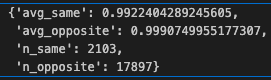 {'avg_same': 0.9922404289245605,
'avg_opposite': 0.9990749955177307,
'n_same': 2103,
'n_opposite': 17897}